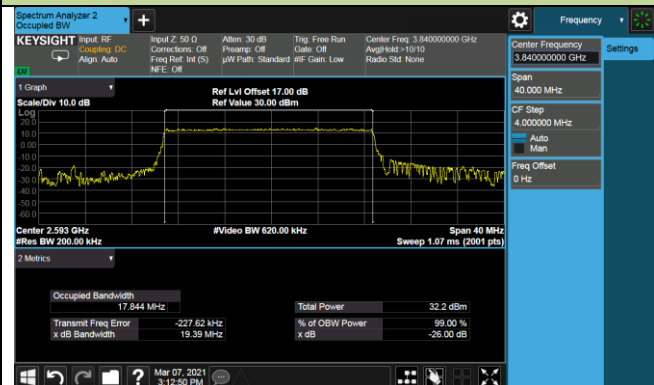 Spectrum Analyzer 2
Occupied BW
+
Frequency
KEYSIGHT
Input: RF
Coupling: DC
Align: Auto
Input Z: 50 Ω
Corrections: Off
Freq Ref: Int (S)
NFE: Off
Atten: 30 dB
Preamp: Off
µW Path: Standard
Trig: Free Run
Gate: Off
#IF Gain: Low
Center Freq: 3.840000000 GHz
Avg|Hold:>10/10
Radio Std: None
Center Frequency
3.840000000 GHz
Settings
Span
40.000 MHz
CF Step
4.000000 MHz
Auto
Man
Freq Offset
0 Hz
1 Graph
Scale/Div 10.0 dB
Ref Lvl Offset 17.00 dB
Ref Value 30.00 dBm
Log
20.0
10.0
0.00
-10.0
-20.0
-30.0
-40.0
-50.0
-60.0
Center 2.593 GHz
#Video BW 620.00 kHz
Span 40 MHz
#Res BW 200.00 kHz
Sweep 1.07 ms (2001 pts)
2 Metrics
Occupied Bandwidth
17.844 MHz
Total Power
32.2 dBm
Transmit Freq Error
-227.62 kHz
% of OBW Power
99.00 %
x dB Bandwidth
19.39 MHz
x dB
-26.00 dB
?
Mar 07, 2021
3:12:50 PM